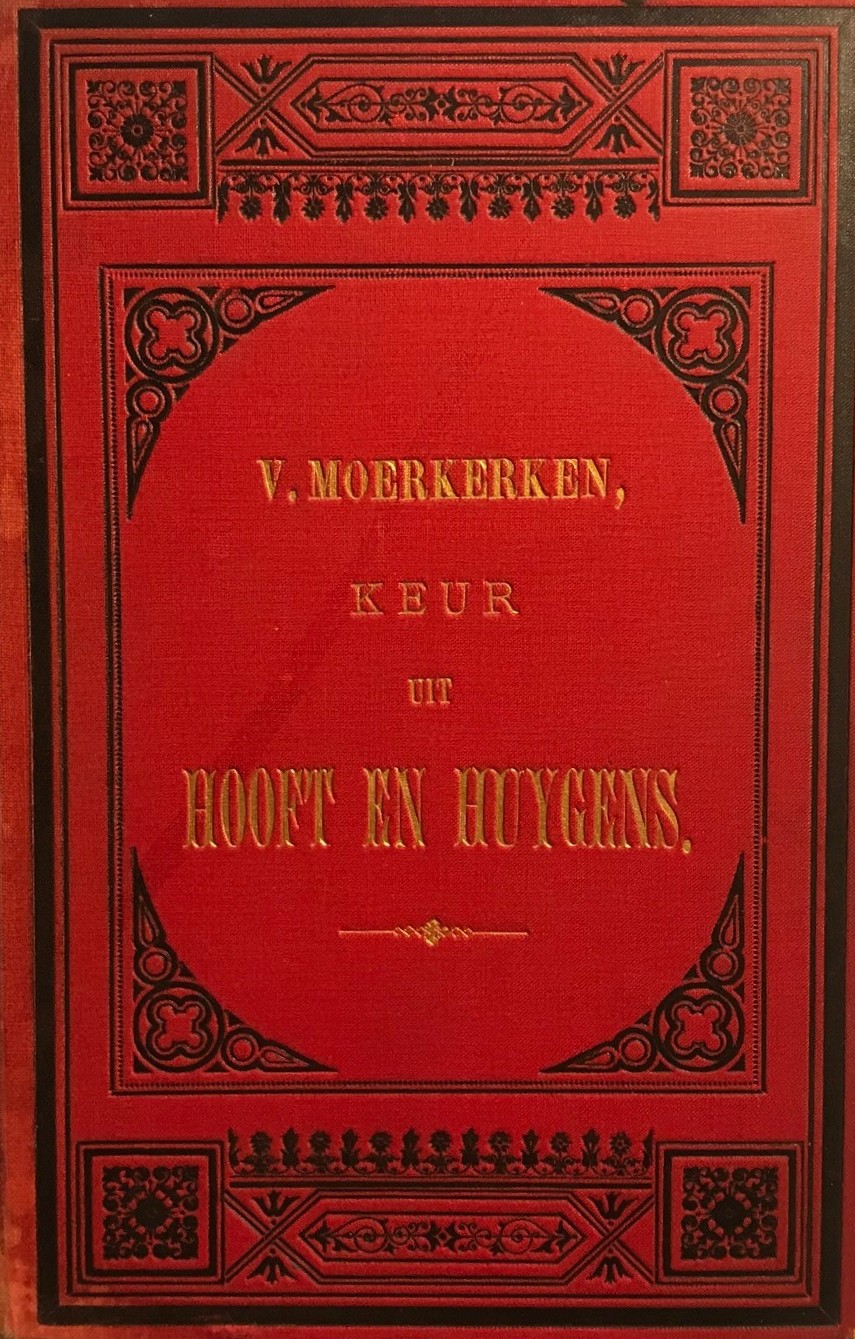 V. MOERKERKEN,
KEUR
UIT
HOOFT EN HUYGENS.